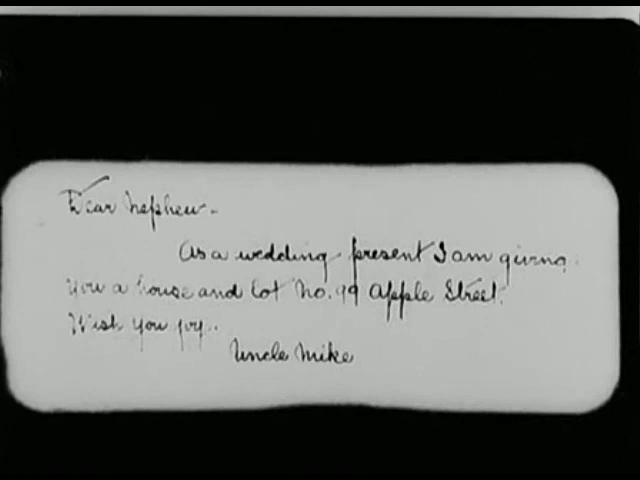 Dear Nephew-
As a wedding present I am giving
you a house and lot No. 99 Apple Street.
Wish you joy.
Uncle Mike